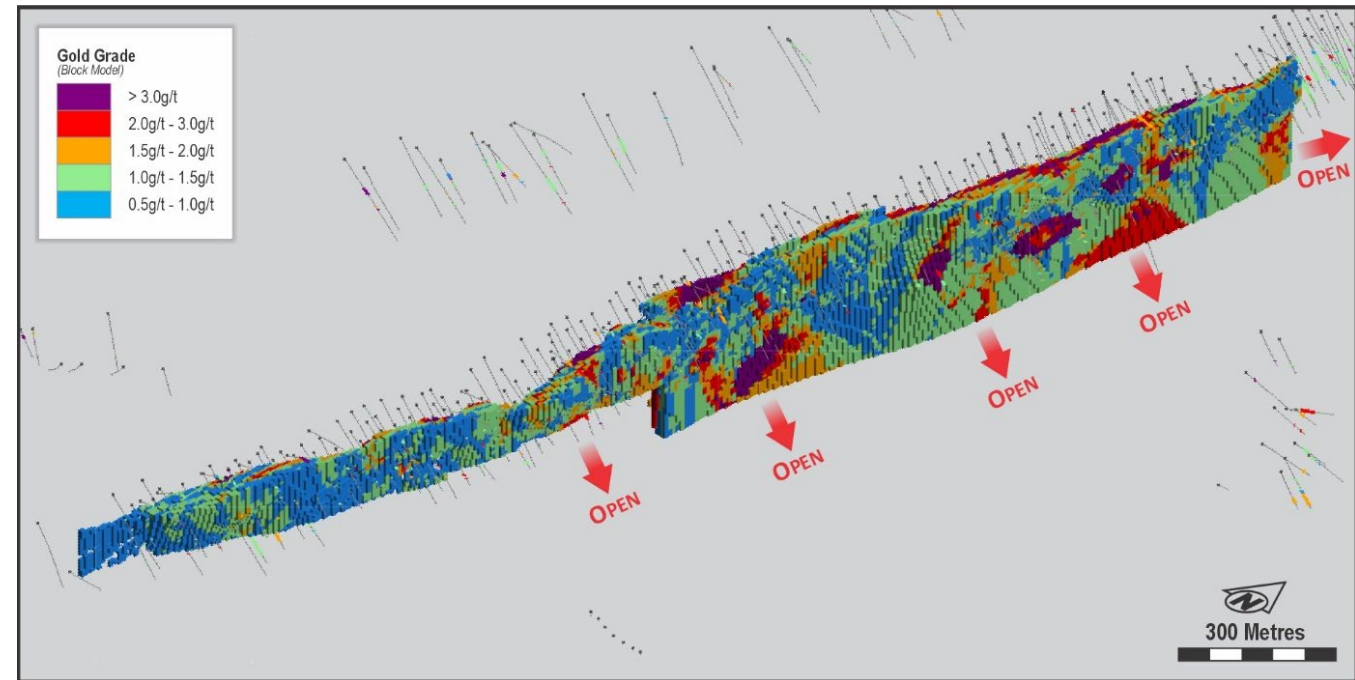 Gold Grade
(Block Model)
> 3.0g/t
2.0g/t - 3.0g/t
1.5g/t - 2.0g/t
1.0g/t - 1.5g/t
0.5g/t - 1.0g/t
OPEN
OPEN
OPEN
OPEN
OPEN
N
300 Metres